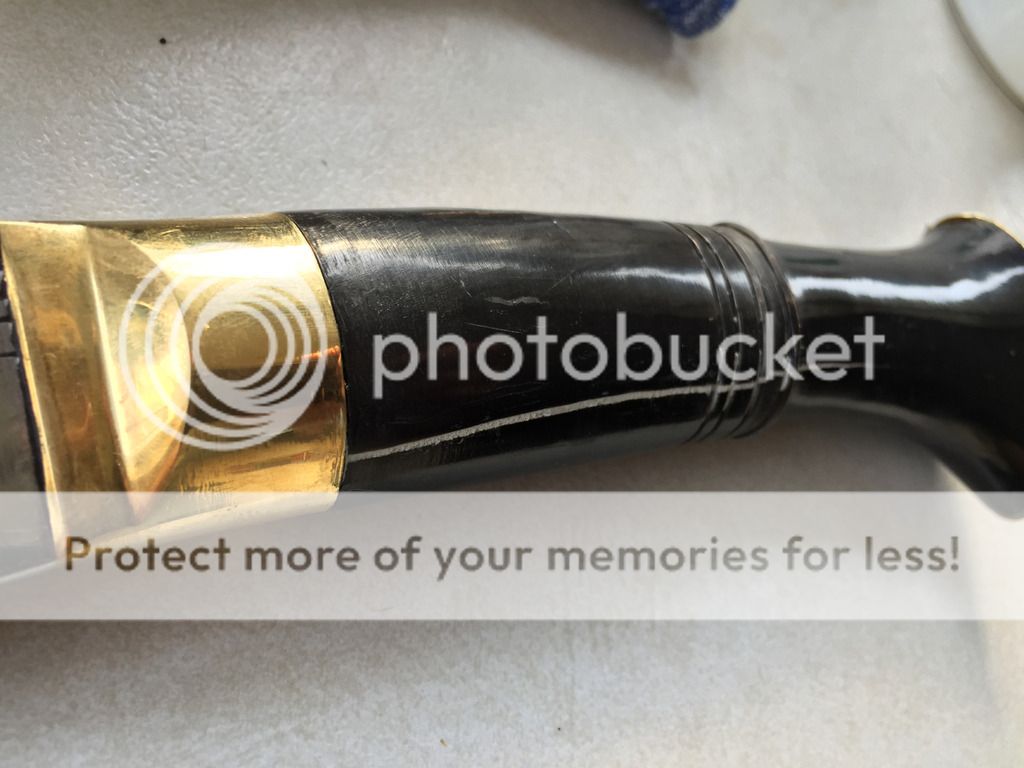 photobucket
Protect more of your memories for less!